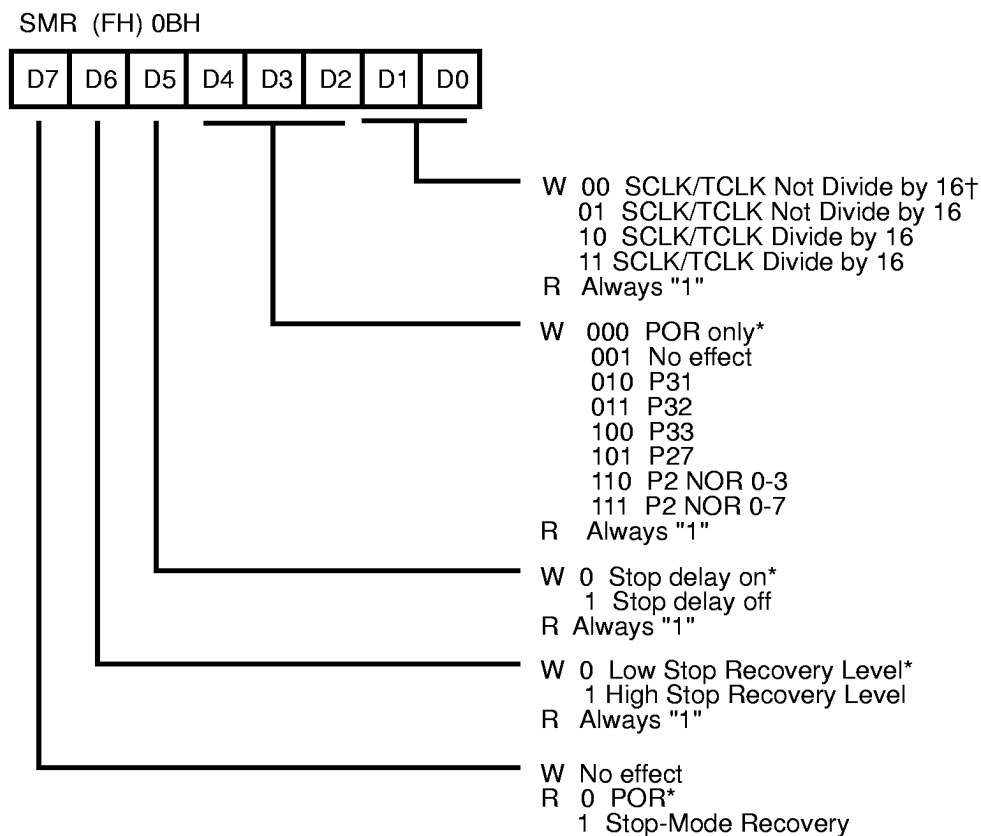 SMR (FH) 0BH
D7 D6 D5 D4 D3 D2 D1 D0
W 00 SCLK/TCLK Not Divide by 16†
01 SCLK/TCLK Not Divide by 16
10 SCLK/TCLK Divide by 16
11 SCLK/TCLK Divide by 16
R Always "1"
W 000 POR only*
001 No effect
010 P31
011 P32
100 P33
101 P27
110 P2 NOR 0-3
111 P2 NOR 0-7
R Always "1"
W 0 Stop delay on*
1 Stop delay off
R Always "1"
W 0 Low Stop Recovery Level*
1 High Stop Recovery Level
R Always "1"
W No effect
R 0 POR*
1 Stop-Mode Recovery